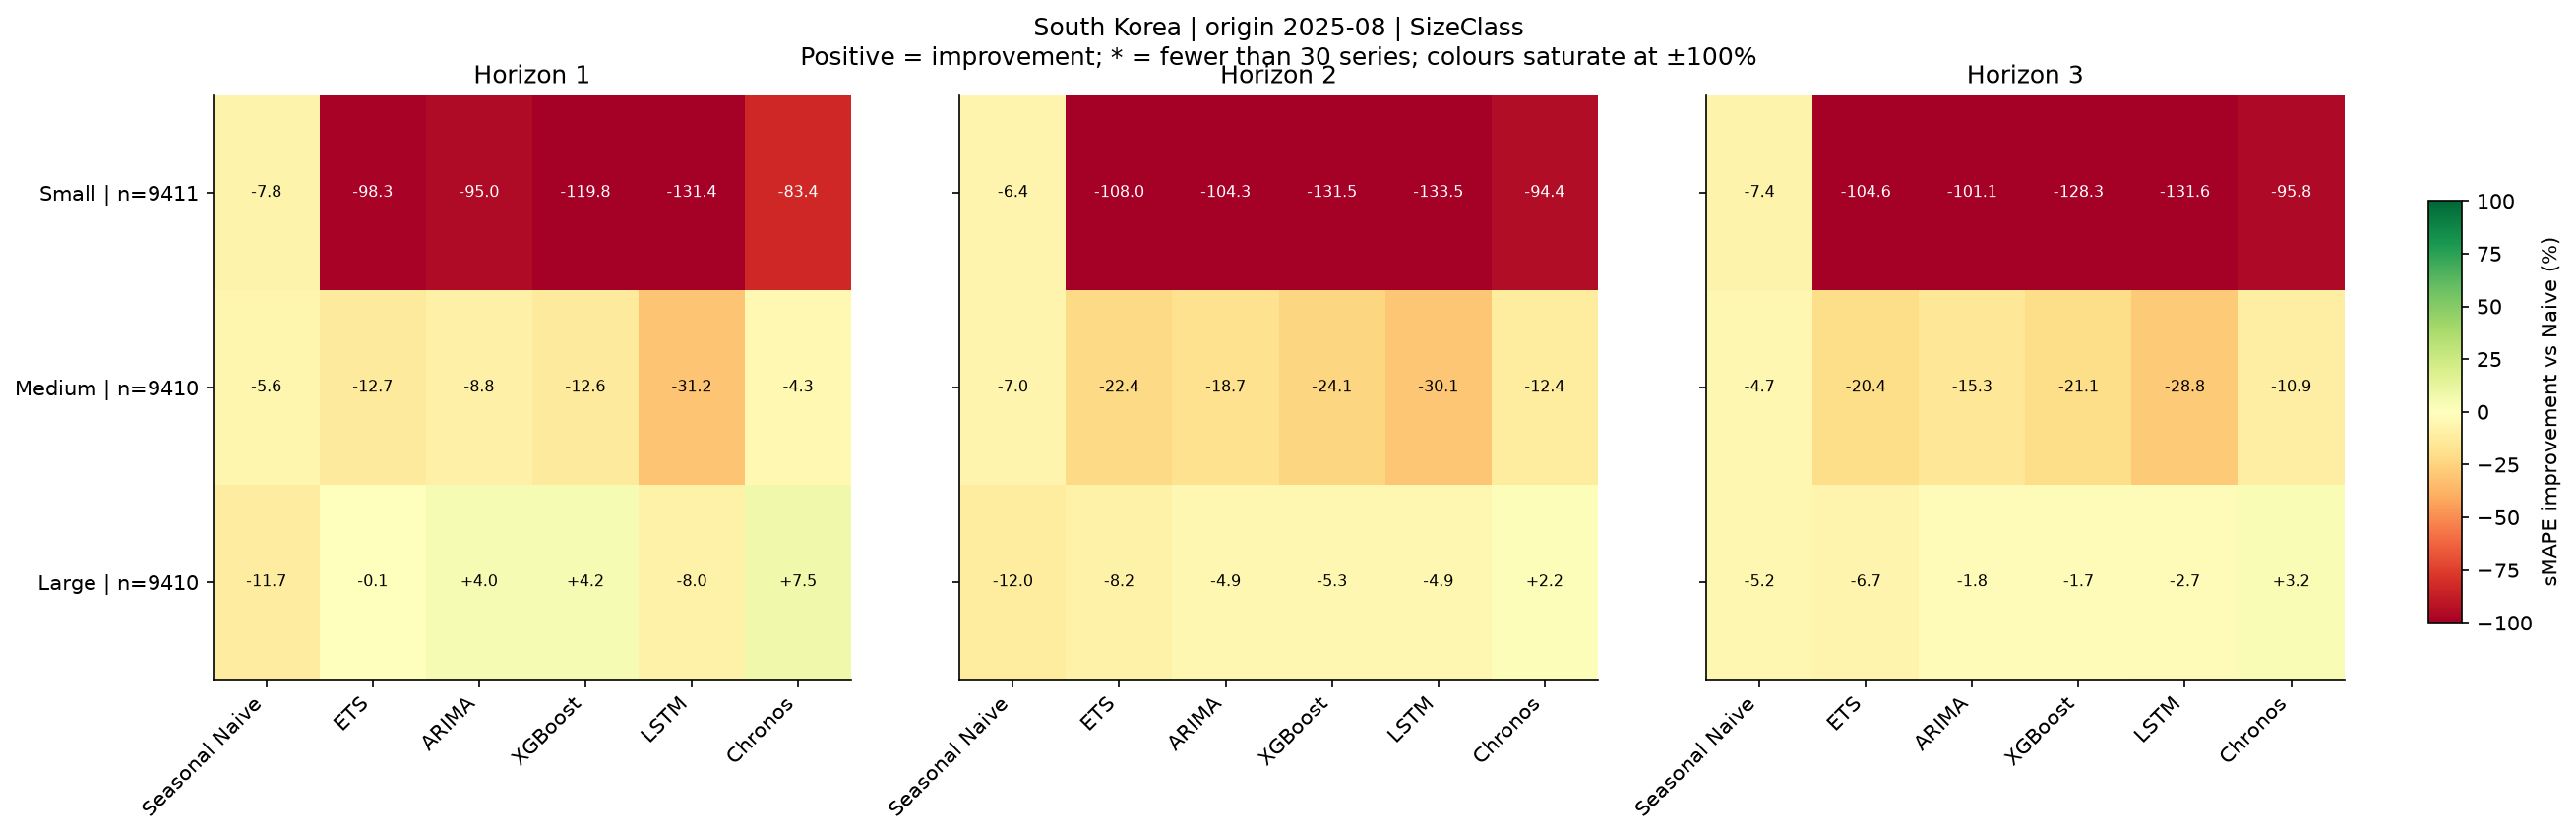 South Korea | origin 2025-08 | SizeClass
Positive = improvement; * = fewer than 30 series; colours saturate at ±100%
Horizon 1
Horizon 2
Horizon 3
Small | n=9411
-7.8 -98.3 -95.0 -119.8 -131.4 -83.4
-6.4 -108.0 -104.3 -131.5 -133.5 -94.4
-7.4 -104.6 -101.1 -128.3 -131.6 -95.8
Medium | n=9410
-5.6 -12.7 -8.8 -12.6 -31.2 -4.3
-7.0 -22.4 -18.7 -24.1 -30.1 -12.4
-4.7 -20.4 -15.3 -21.1 -28.8 -10.9
Large | n=9410
-11.7 -0.1 +4.0 +4.2 -8.0 +7.5
-12.0 -8.2 -4.9 -5.3 -4.9 +2.2
-5.2 -6.7 -1.8 -1.7 -2.7 +3.2
Seasonal Naive ETS ARIMA XGBoost LSTM Chronos
Seasonal Naive ETS ARIMA XGBoost LSTM Chronos
Seasonal Naive ETS ARIMA XGBoost LSTM Chronos
100
75
50
25
0
−25
−50
−75
−100
sMAPE improvement vs Naive (%)